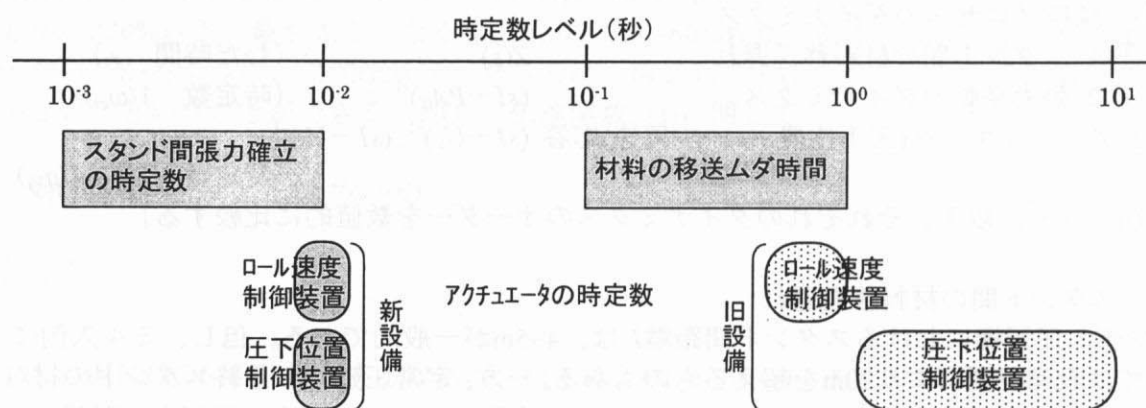 時定数レベル(秒)
10⁻³ 10⁻² 10⁻¹ 10⁰ 10¹
スタンド間張力確立
の時定数
材料の移送ムダ時間
ロール速度
制御装置
圧下位置
制御装置
新設備
アクチュエータの時定数
旧設備
ロール速度
制御装置
圧下位置
制御装置